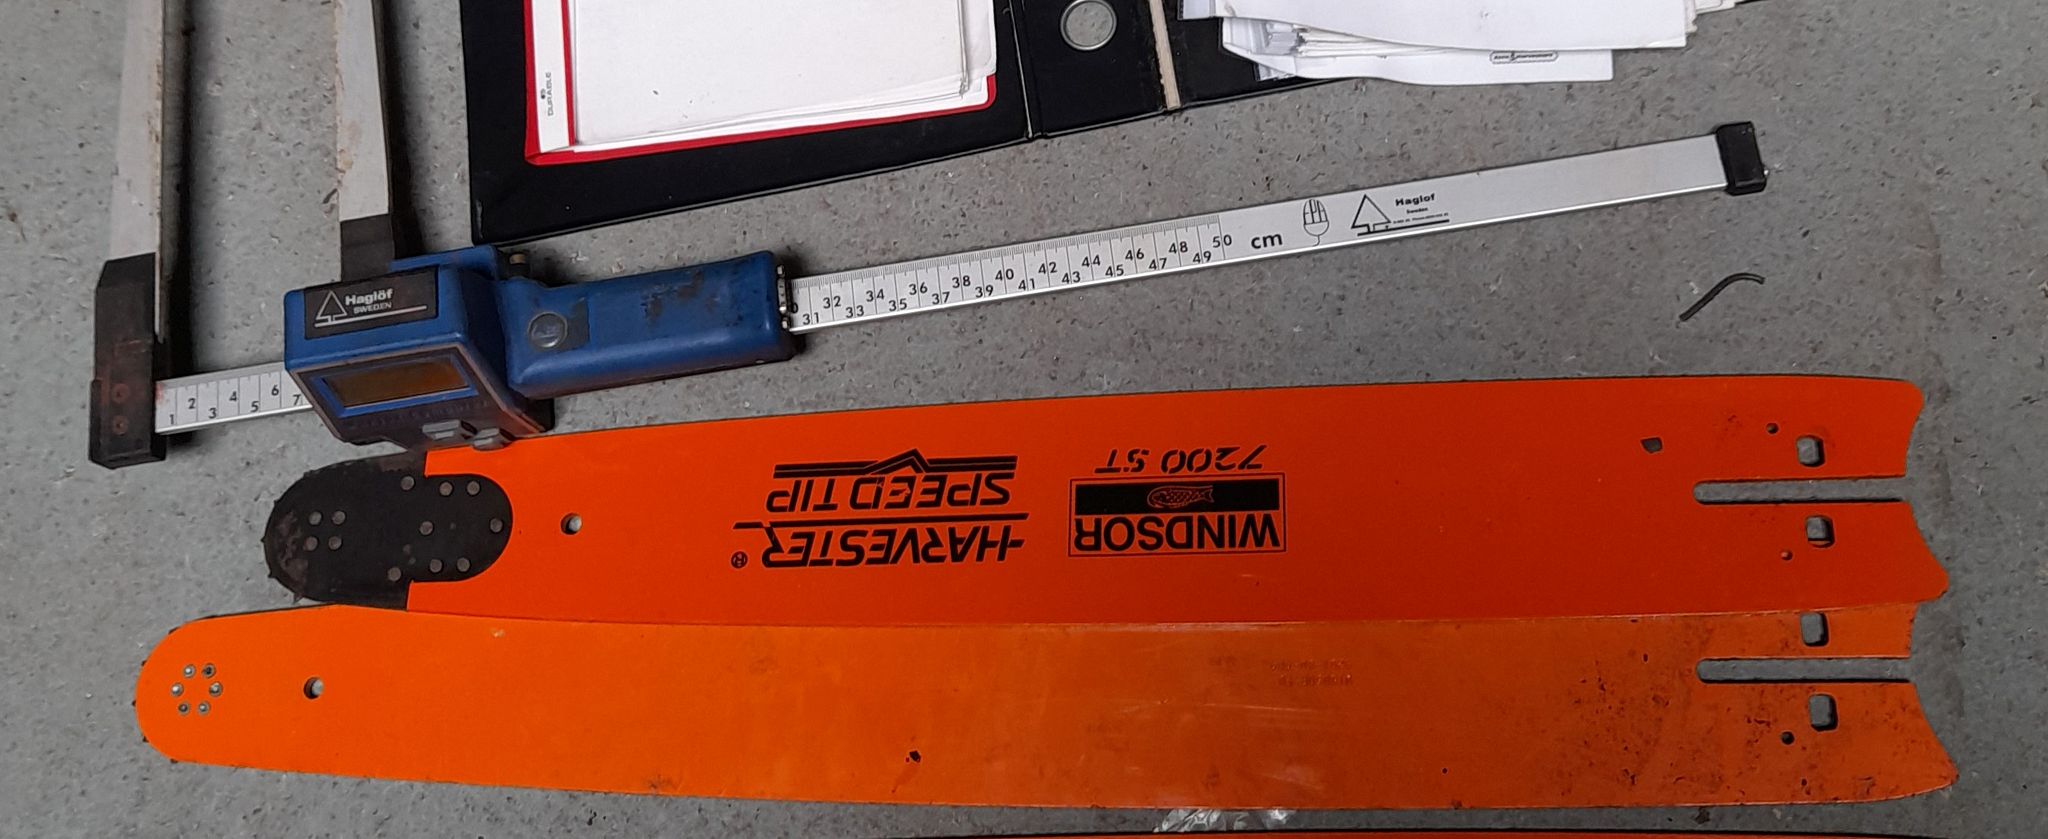 DURABLE
Haglöf
SWEDEN
1 2 3 4 5 6 7
31 32 33 34 35 36 37 38 39 40 41 42 43 44 45 46 47 48 49 50 cm
Haglof
Sweden
7200 ST
WINDSOR
HARVESTER ®
SPEED TIP